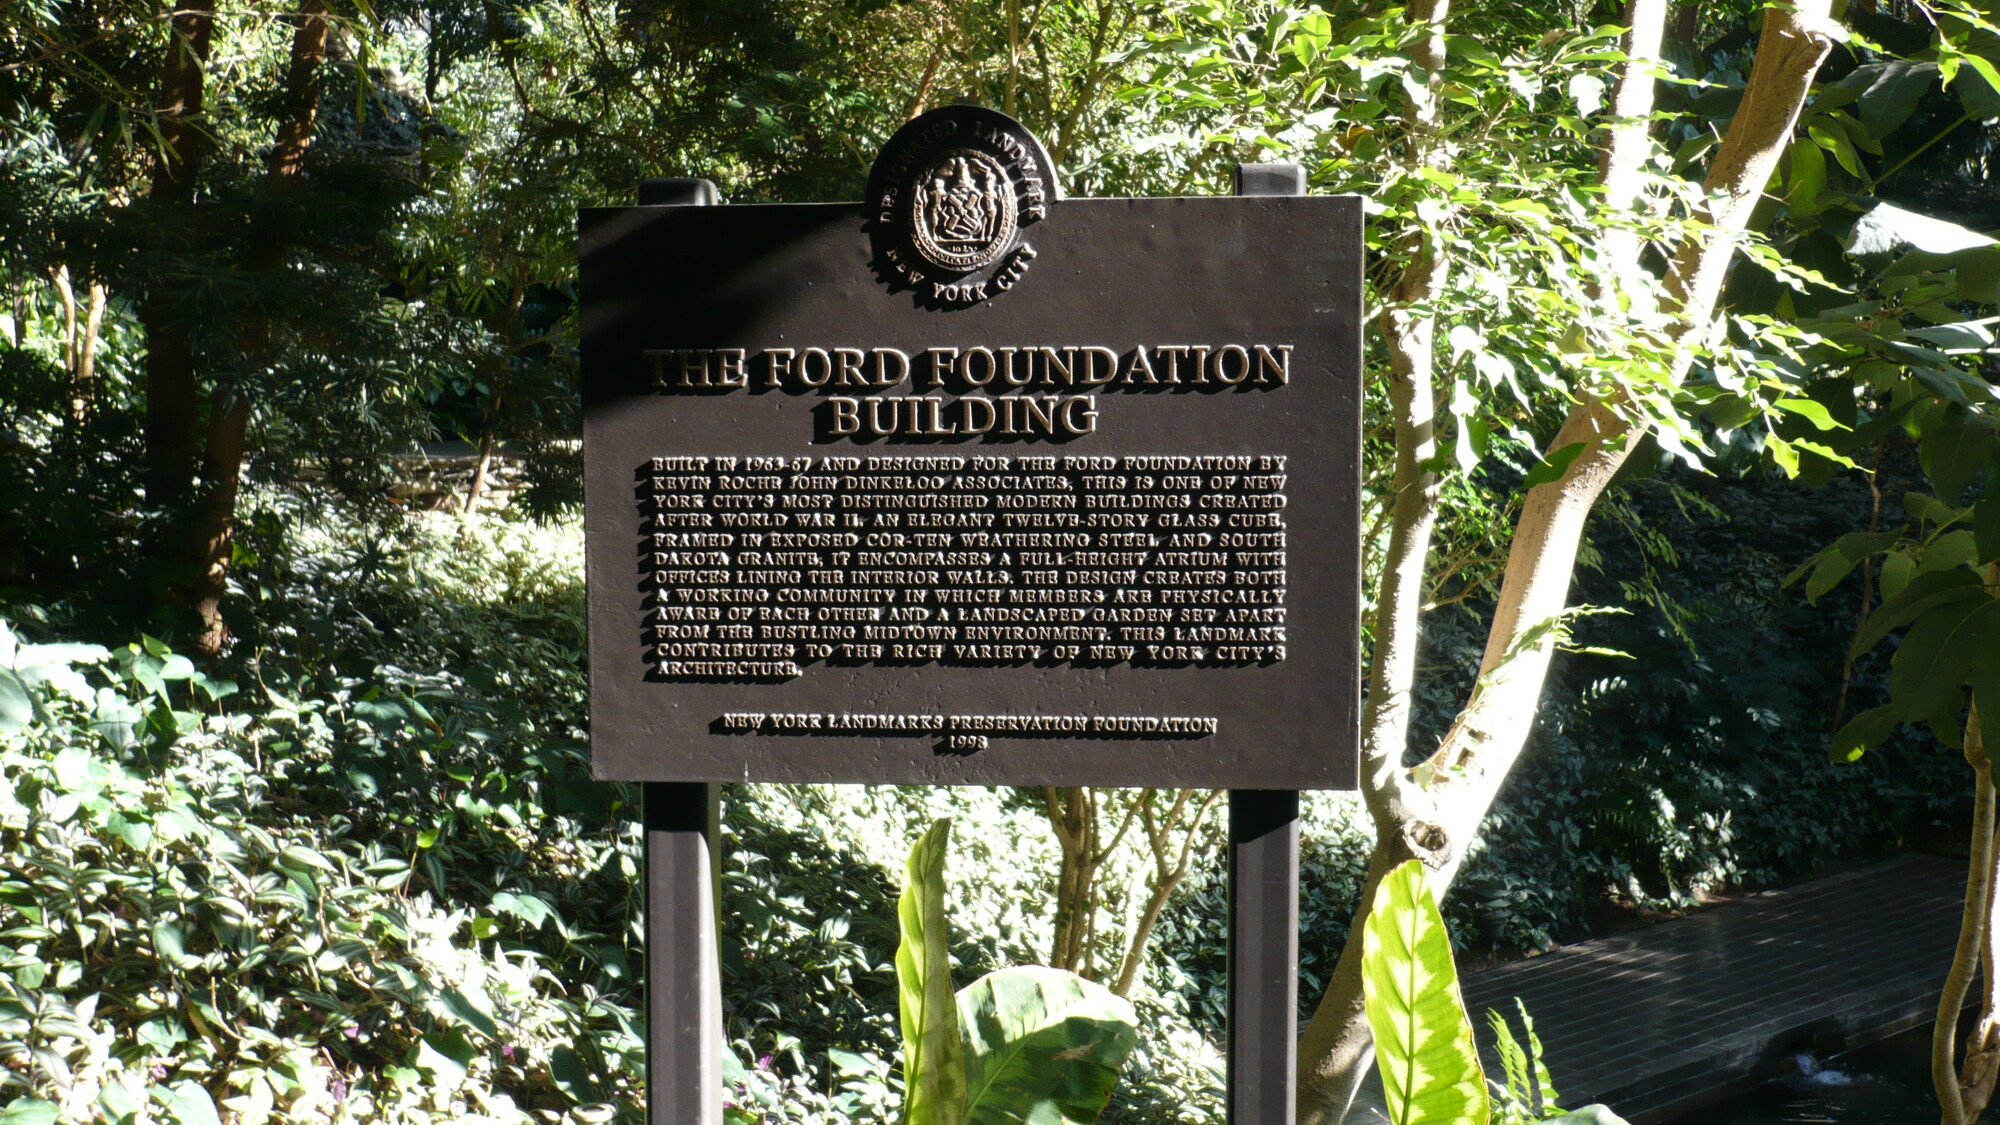 DESIGNATED LANDMARK
NEW YORK CITY
THE FORD FOUNDATION
BUILDING
BUILT IN 1963-67 AND DESIGNED FOR THE FORD FOUNDATION BY
KEVIN ROCHE JOHN DINKELOO ASSOCIATES, THIS IS ONE OF NEW
YORK CITY'S MOST DISTINGUISHED MODERN BUILDINGS CREATED
AFTER WORLD WAR II. AN ELEGANT TWELVE-STORY GLASS CUBE,
FRAMED IN EXPOSED COR-TEN WEATHERING STEEL AND SOUTH
DAKOTA GRANITE, IT ENCOMPASSES A FULL-HEIGHT ATRIUM WITH
OFFICES LINING THE INTERIOR WALLS. THE DESIGN CREATES BOTH
A WORKING COMMUNITY IN WHICH MEMBERS ARE PHYSICALLY
AWARE OF EACH OTHER AND A LANDSCAPED GARDEN SET APART
FROM THE BUSTLING MIDTOWN ENVIRONMENT. THIS LANDMARK
CONTRIBUTES TO THE RICH VARIETY OF NEW YORK CITY'S
ARCHITECTURE.
NEW YORK LANDMARKS PRESERVATION FOUNDATION
1998